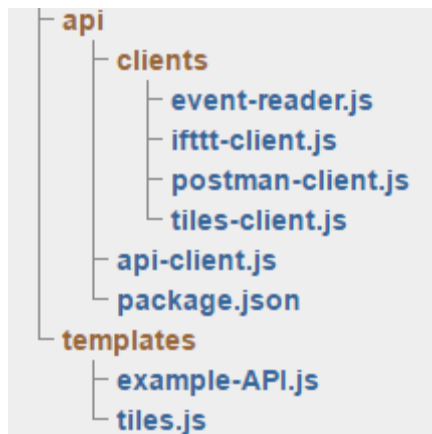 api
clients
event-reader.js
ifttt-client.js
postman-client.js
tiles-client.js
api-client.js
package.json
templates
example-API.js
tiles.js